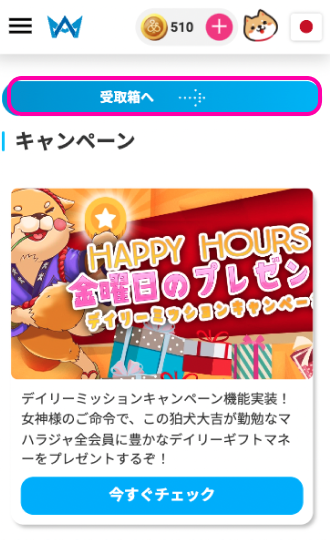 510
受取箱へ
キャンペーン
HAPPY HOURS
金曜日のプレゼン
デイリーミッションキャンペー
デイリーミッションキャンペーン機能実装！
女神様のご命令で、この狛犬大吉が勤勉なマ
ハラジャ全会員に豊かなデイリーギフトマネ
ーをプレゼントするぞ！
今すぐチェック